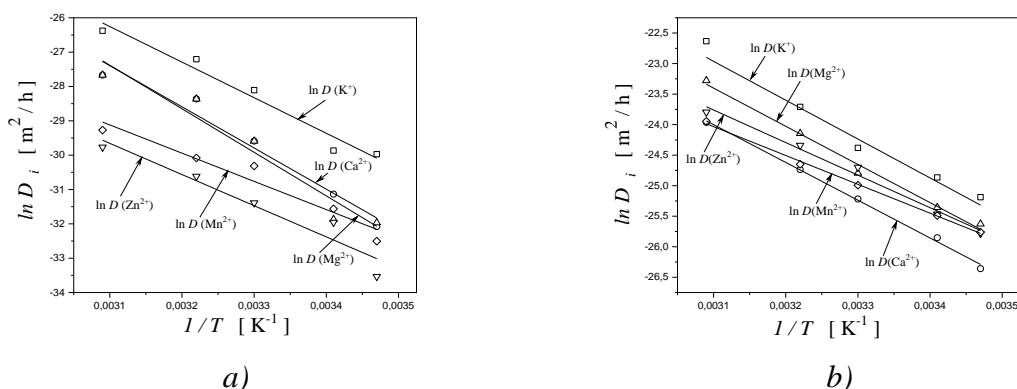 -26
-27
-28
-29
-30
-31
-32
-33
-34
ln D i [ m² / h ]
ln D (K⁺)
ln D (Ca²⁺)
ln D (Zn²⁺)
ln D (Mn²⁺)
ln D (Mg²⁺)
0,0031 0,0032 0,0033 0,0034 0,0035
1 / T [ K⁻¹ ]
a)
-22,5
-23,0
-23,5
-24,0
-24,5
-25,0
-25,5
-26,0
-26,5
ln D i [ m² / h ]
ln D(K⁺)
ln D(Mg²⁺)
ln D(Zn²⁺)
ln D(Mn²⁺)
ln D(Ca²⁺)
0,0031 0,0032 0,0033 0,0034 0,0035
1 / T [ K⁻¹ ]
b)